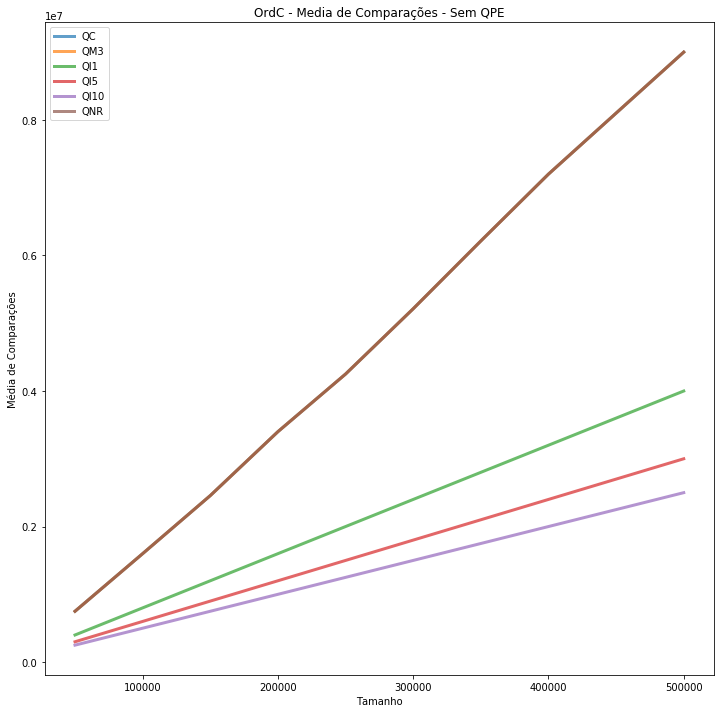 OrdC - Media de Comparações - Sem QPE
1e7
QC
QM3
QI1
QI5
QI10
QNR
0.8
0.6
0.4
0.2
0.0
Média de Comparações
100000 200000 300000 400000 500000
Tamanho